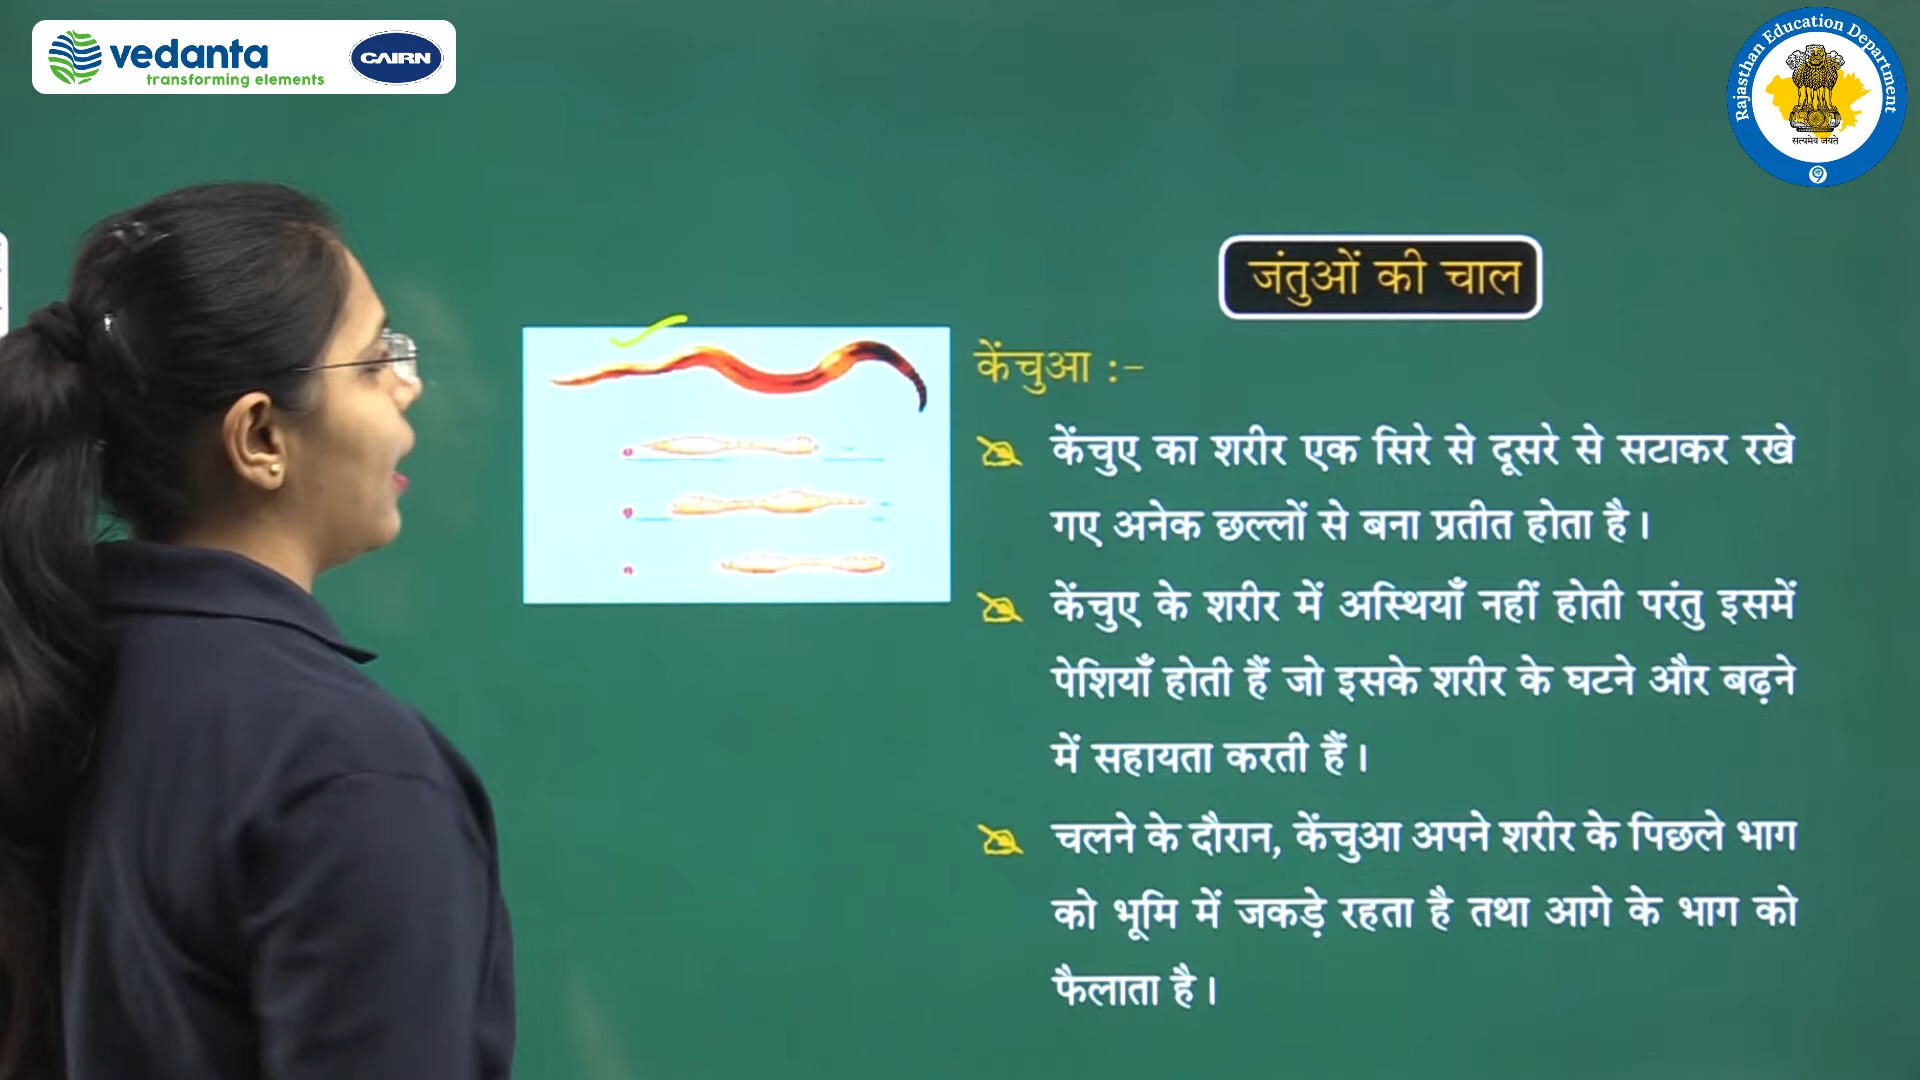 vedanta
transforming elements
CAIRN
Rajasthan Education Department
सत्यमेव जयते
जंतुओं की चाल
केंचुआ :-
केंचुए का शरीर एक सिरे से दूसरे से सटाकर रखे
गए अनेक छल्लों से बना प्रतीत होता है।
केंचुए के शरीर में अस्थियाँ नहीं होती परंतु इसमें
पेशियाँ होती हैं जो इसके शरीर के घटने और बढ़ने
में सहायता करती हैं।
चलने के दौरान, केंचुआ अपने शरीर के पिछले भाग
को भूमि में जकड़े रहता है तथा आगे के भाग को
फैलाता है।